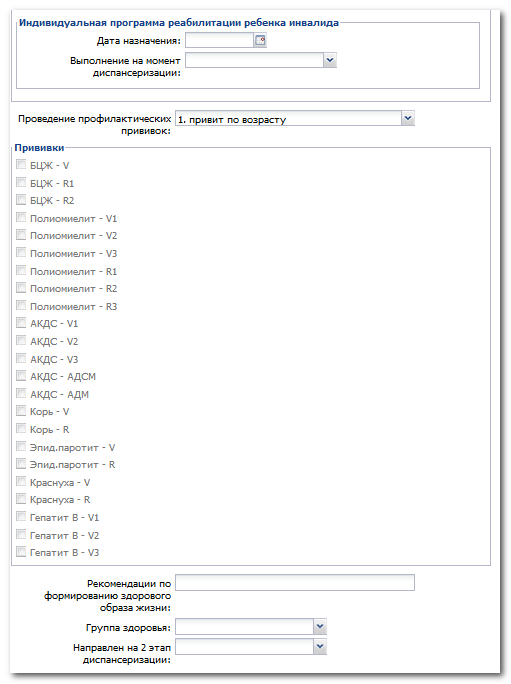 Индивидуальная программа реабилитации ребенка инвалида
Дата назначения:
Выполнение на момент
диспансеризации:
Проведение профилактических
прививок:
1. привит по возрасту
Прививки
БЦЖ - V
БЦЖ - R1
БЦЖ - R2
Полиомиелит - V1
Полиомиелит - V2
Полиомиелит - V3
Полиомиелит - R1
Полиомиелит - R2
Полиомиелит - R3
АКДС - V1
АКДС - V2
АКДС - V3
АКДС - АДСМ
АКДС - АДМ
Корь - V
Корь - R
Эпид.паротит - V
Эпид.паротит - R
Краснуха - V
Краснуха - R
Гепатит В - V1
Гепатит В - V2
Гепатит В - V3
Рекомендации по
формированию здорового
образа жизни:
Группа здоровья:
Направлен на 2 этап
диспансеризации: